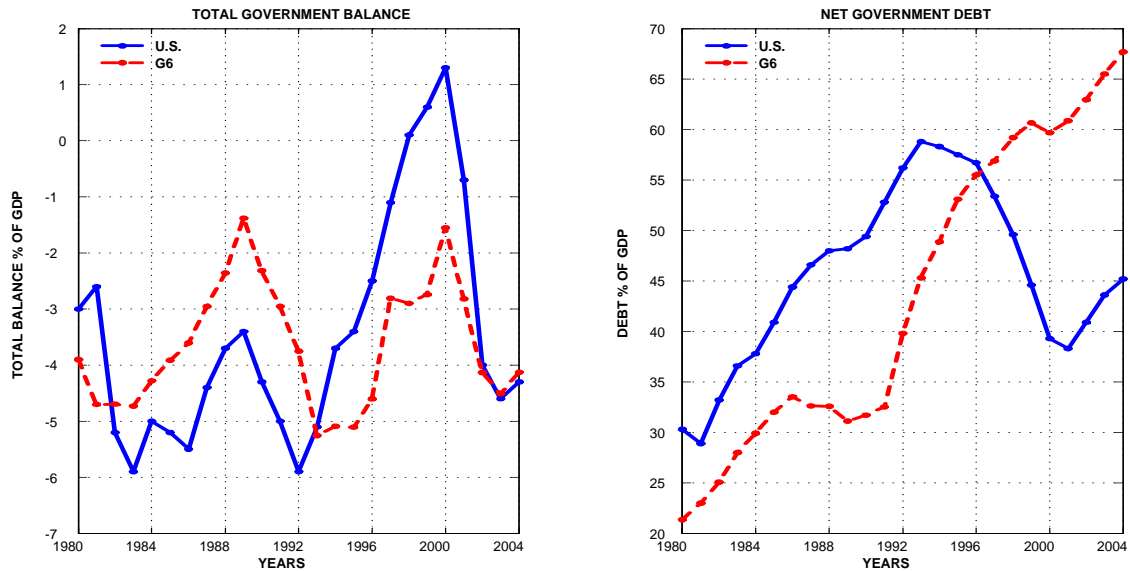 TOTAL GOVERNMENT BALANCE
2
1
0
-1
-2
-3
-4
-5
-6
-7
TOTAL BALANCE % OF GDP
U.S.
G6
1980 1984 1988 1992 1996 2000 2004
YEARS
NET GOVERNMENT DEBT
70
65
60
55
50
45
40
35
30
25
20
DEBT % OF GDP
U.S.
G6
1980 1984 1988 1992 1996 2000 2004
YEARS